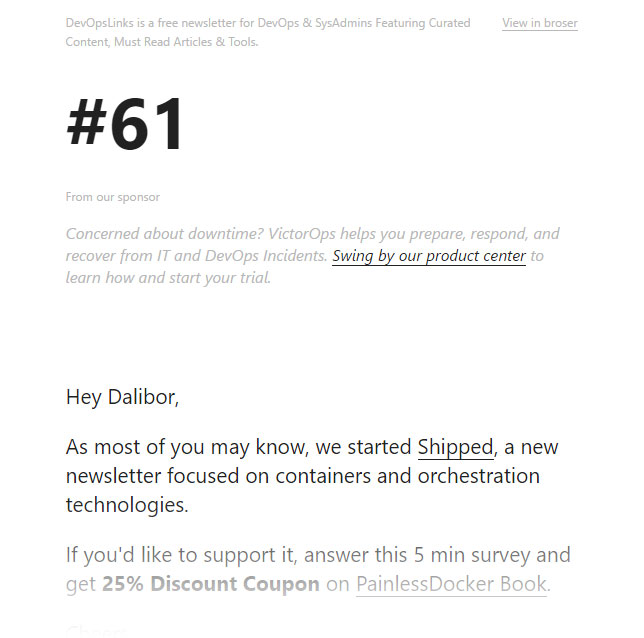 DevOpsLinks is a free newsletter for DevOps & SysAdmins Featuring Curated
Content, Must Read Articles & Tools.
View in broser
#61
From our sponsor
Concerned about downtime? VictorOps helps you prepare, respond, and
recover from IT and DevOps Incidents. Swing by our product center to
learn how and start your trial.
Hey Dalibor,
As most of you may know, we started Shipped, a new
newsletter focused on containers and orchestration
technologies.
If you'd like to support it, answer this 5 min survey and
get 25% Discount Coupon on PainlessDocker Book.